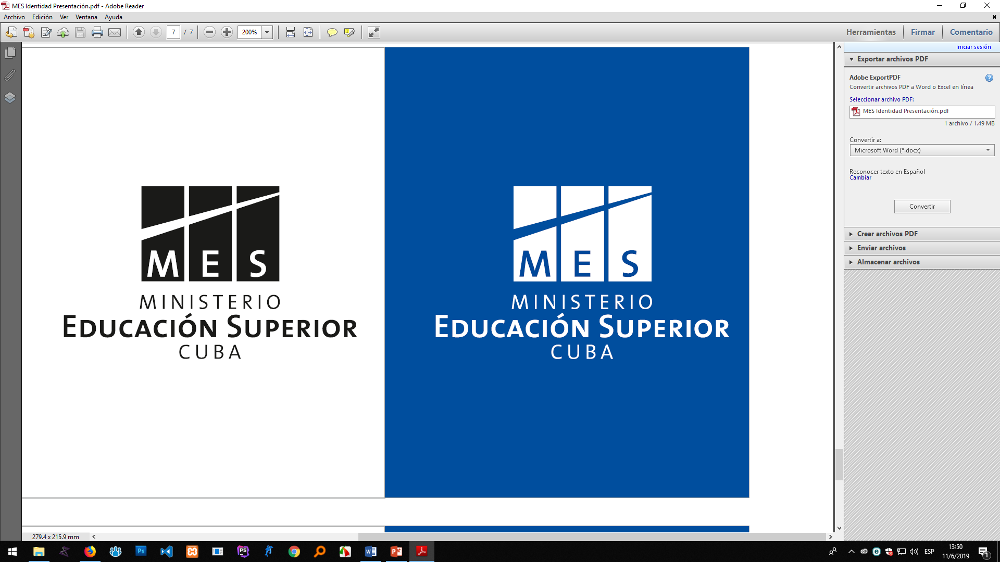 MES Identidad Presentación.pdf - Adobe Reader
Archivo Edición Ver Ventana Ayuda
7 / 7 200% Herramientas Firmar Comentario
Iniciar sesión
Exportar archivos PDF
Adobe ExportPDF
Convertir archivos PDF a Word o Excel en línea
Seleccionar archivo PDF:
MES Identidad Presentación.pdf
1 archivo / 1.49 MB
Convertir a:
Microsoft Word (*.docx)
Reconocer texto en Español
Cambiar
Convertir
Crear archivos PDF
Enviar archivos
Almacenar archivos
MES
MINISTERIO
EDUCACIÓN SUPERIOR
CUBA
MES
MINISTERIO
EDUCACIÓN SUPERIOR
CUBA
279.4 x 215.9 mm
Ps PS W P ESP
13:50
11/6/2019
1